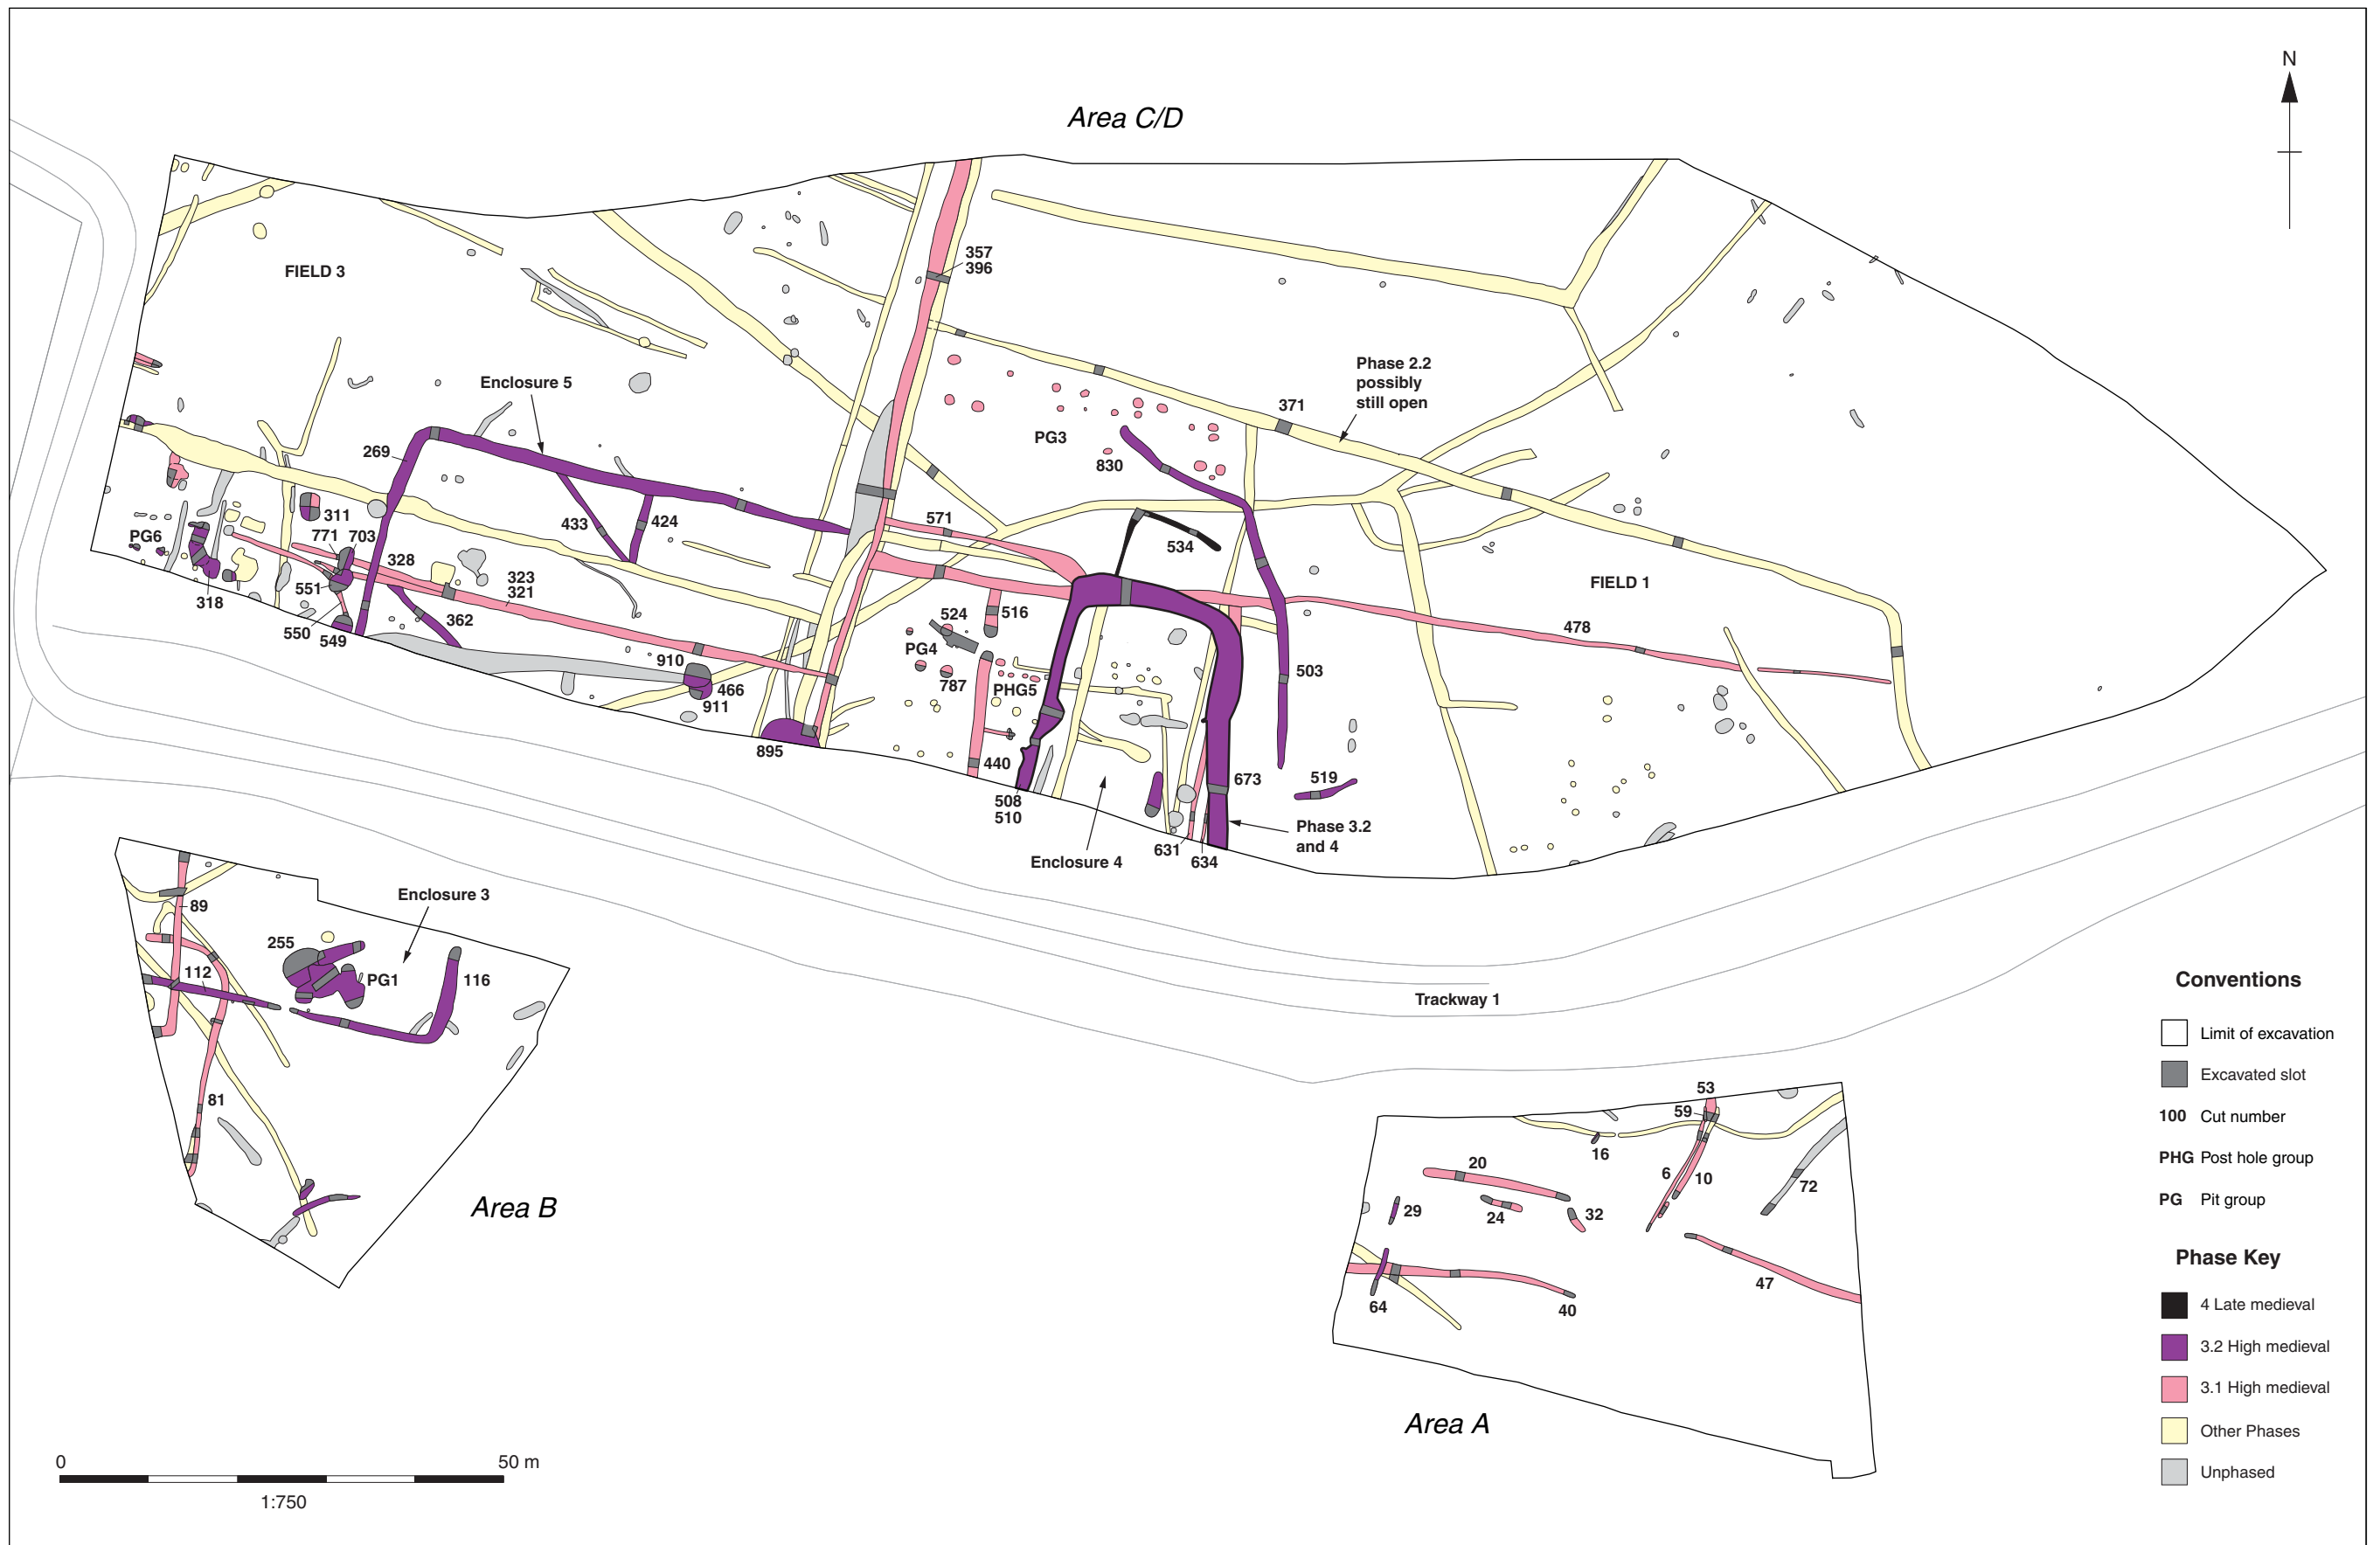 Area C/D
N
FIELD 3
357
396
Phase 2.2
possibly
still open
Enclosure 5
371
PG3
269
830
311
433
424
571
PG6
771
703
534
328
551
323
321
FIELD 1
318
362
524
516
550
549
478
PG4
910
466
911
787
PHG5
503
895
440
673
519
508
510
Phase 3.2
and 4
Enclosure 4
631
634
Enclosure 3
89
255
112
PG1
116
Trackway 1
81
Area B
53
59
16
20
6
10
72
29
24
32
47
64
40
Area A
Conventions
Limit of excavation
Excavated slot
100 Cut number
PHG Post hole group
PG Pit group
Phase Key
4 Late medieval
3.2 High medieval
3.1 High medieval
Other Phases
Unphased
0
50 m
1:750